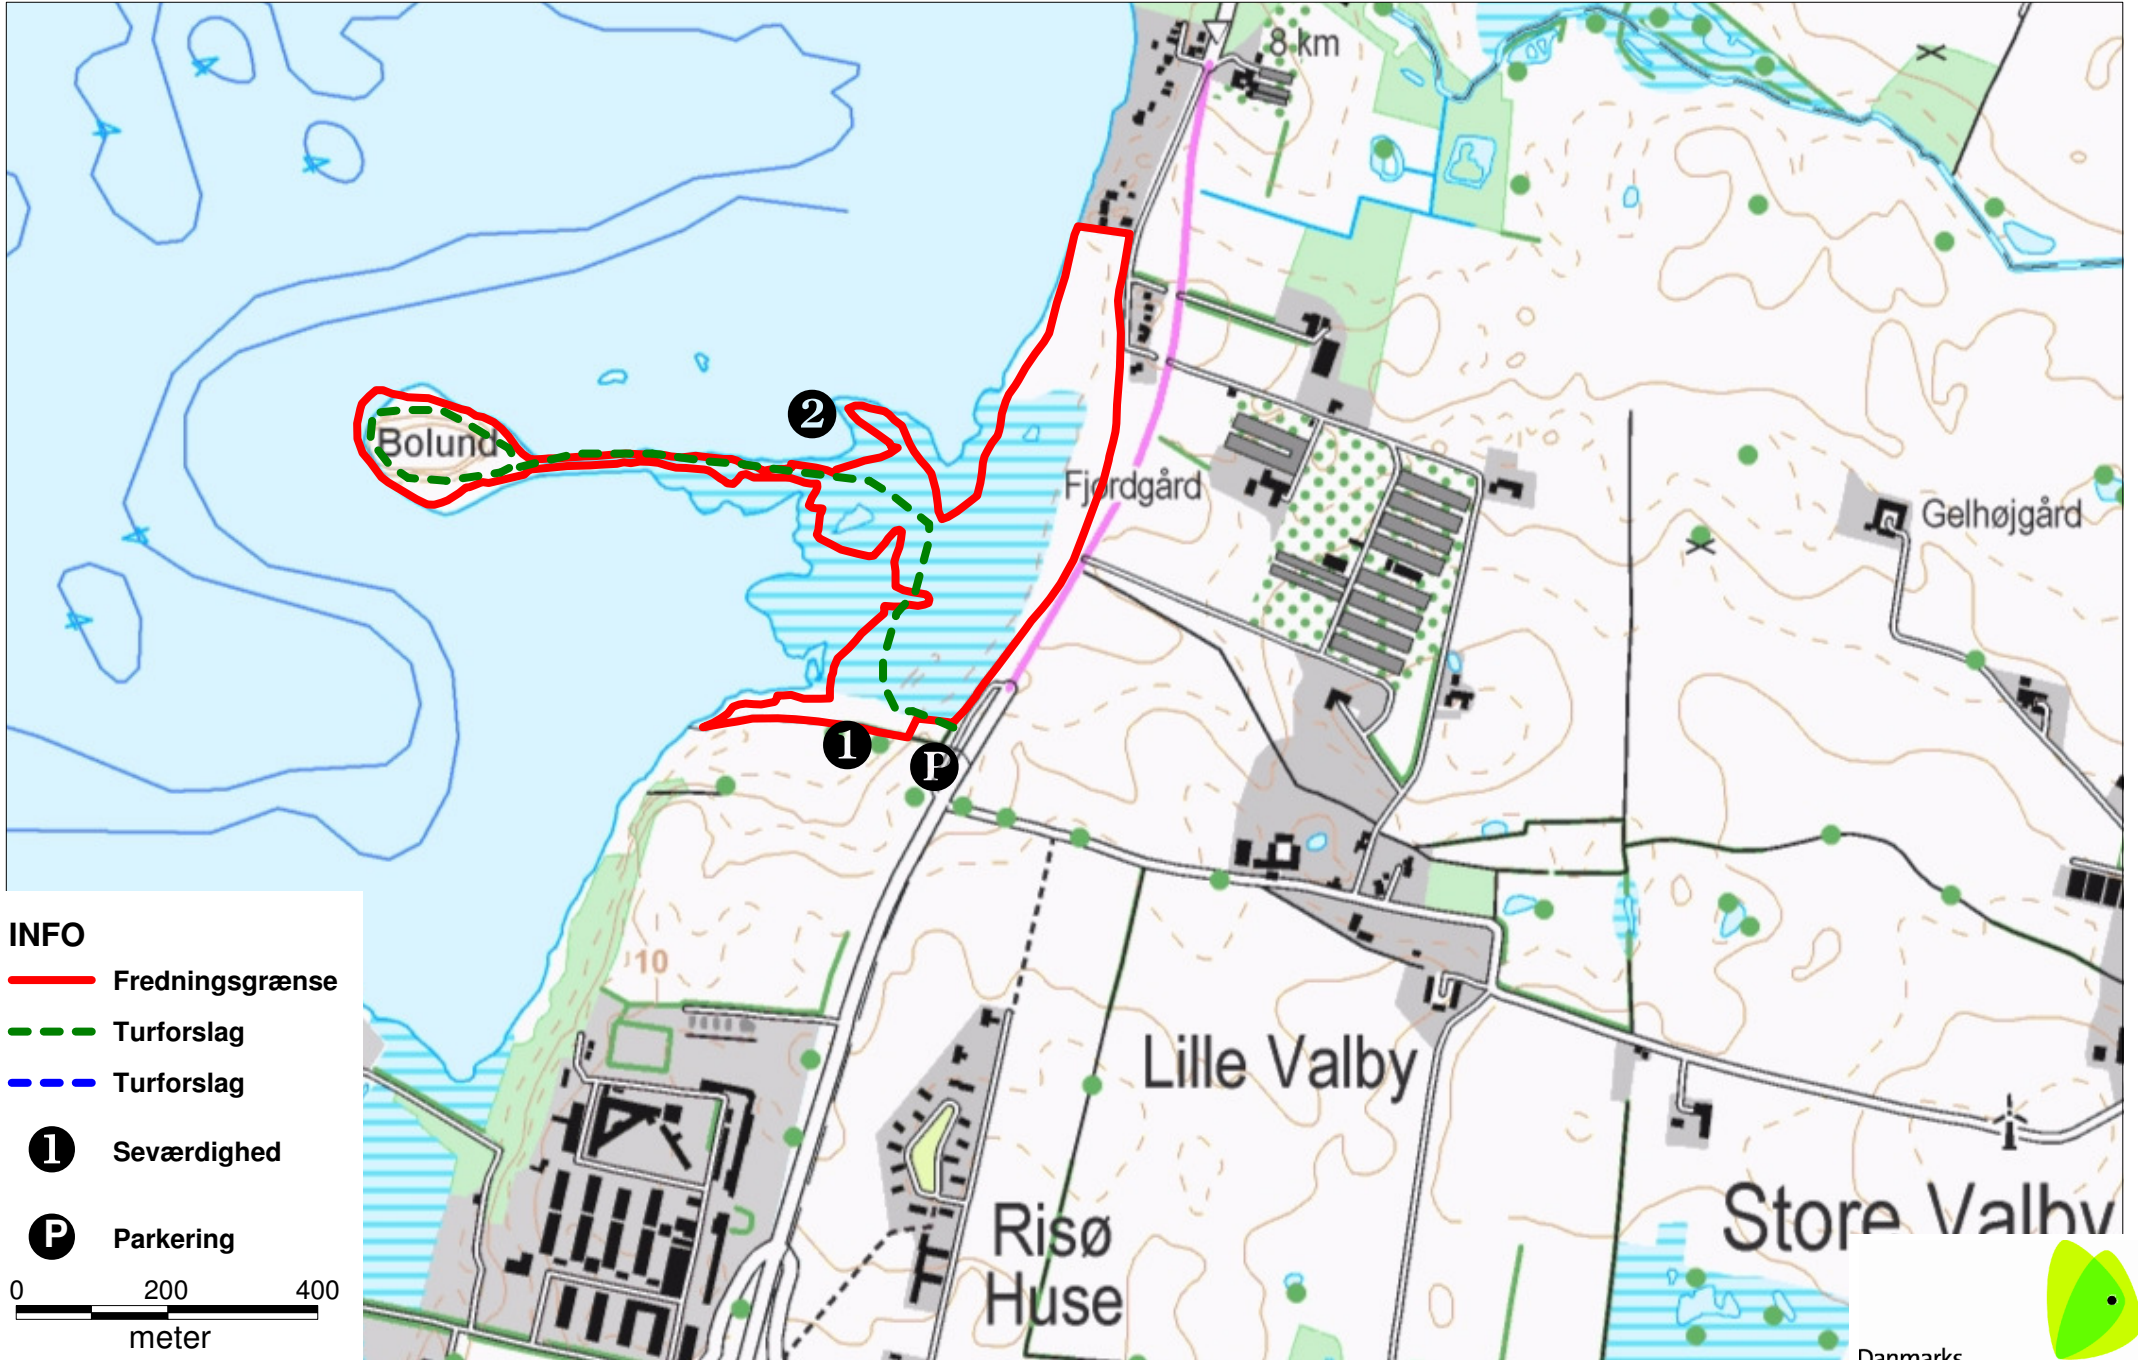 8 km
Bolund
2
Fjordgård
Gelhøjgård
1
P
10
INFO
Fredningsgrænse
Turforslag
Turforslag
1 Seværdighed
P Parkering
0 200 400
meter
Lille Valby
Risø
Huse
Store Valby
Danmarks